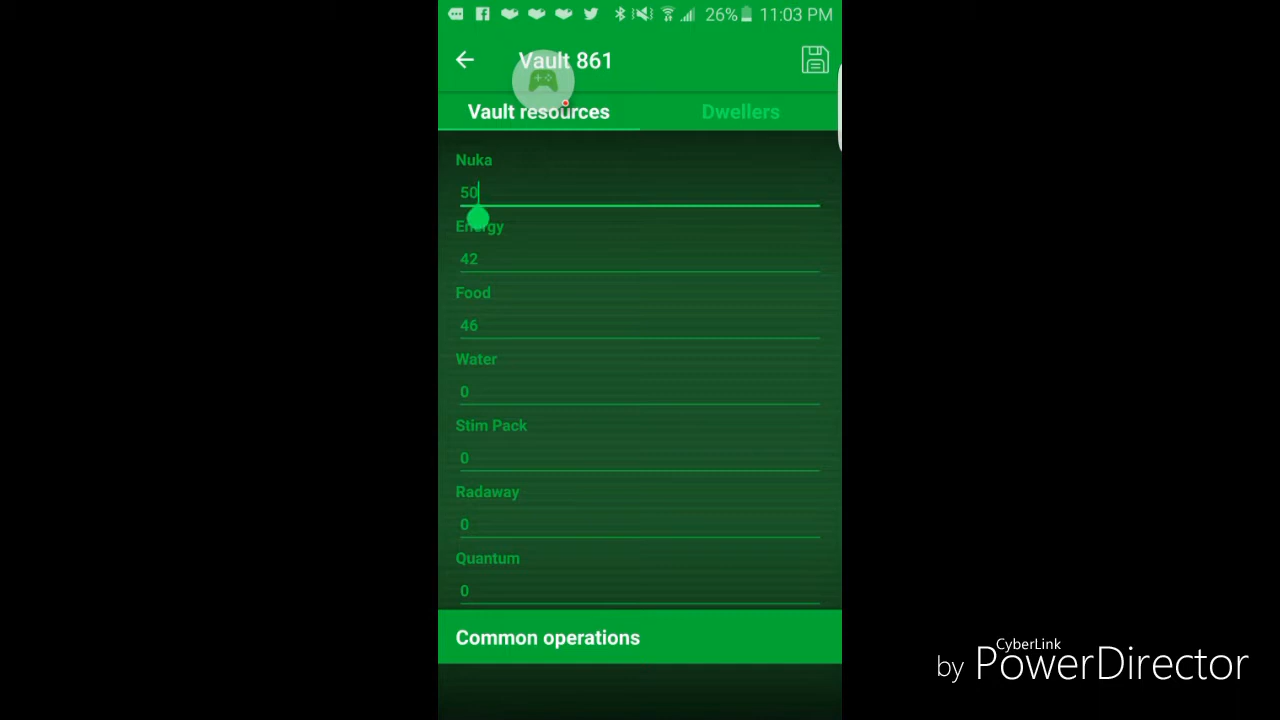 26% 11:03 PM
Vault 861
Vault resources Dwellers
Nuka
50
Energy
42
Food
46
Water
0
Stim Pack
0
Radaway
0
Quantum
0
Common operations
CyberLink
by PowerDirector